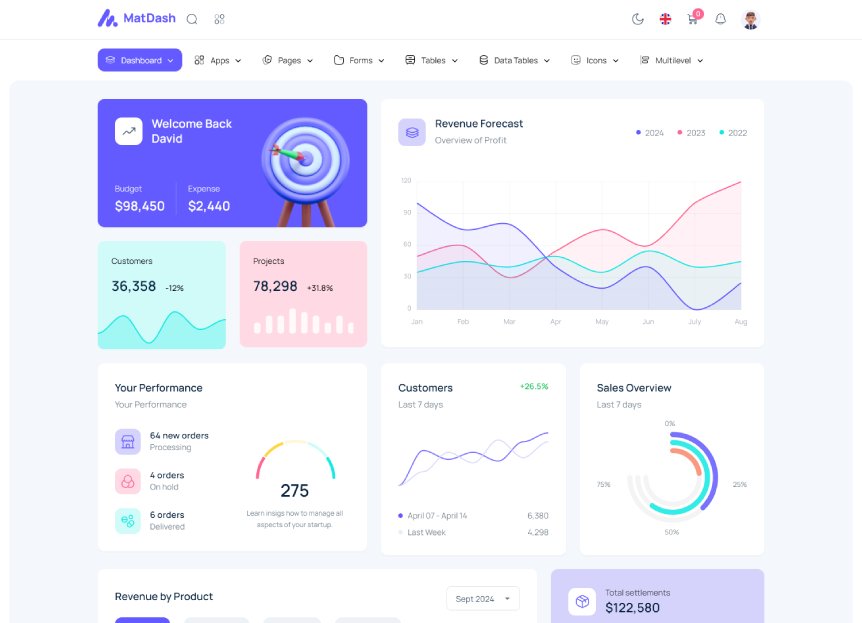 MatDash
0
Dashboard
Apps
Pages
Forms
Tables
Data Tables
Icons
Multilevel
Welcome Back
David
Budget
$98,450
Expense
$2,440
Customers
36,358 -12%
Projects
78,298 +31.8%
Revenue Forecast
Overview of Profit
2024
2023
2022
120
90
60
30
0
Jan
Feb
Mar
Apr
May
Jun
July
Aug
Your Performance
Your Performance
64 new orders
Processing
4 orders
On hold
6 orders
Delivered
275
Learn insigs how to manage all
aspects of your startup.
Customers
+26.5%
Last 7 days
April 07 - April 14
6,380
Last Week
4,298
Sales Overview
Last 7 days
0%
75%
25%
50%
Revenue by Product
Sept 2024
Total settlements
$122,580